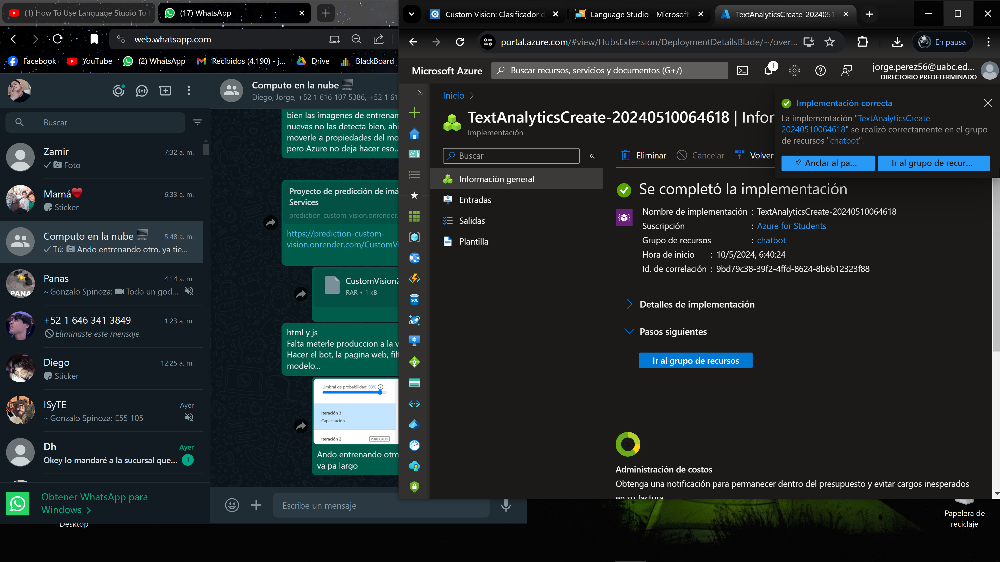 (1) How To Use Language Studio To
(17) WhatsApp
web.whatsapp.com
Facebook
YouTube
(2) WhatsApp
Recibidos (4.190) - j...
Drive
BlackBoard
Buscar
Zamir
7:32 a. m.
Foto
Mamá
6:33 a. m.
Sticker
Computo en la nube
5:48 a. m.
Tú: Ando entrenando otro, ya tie...
Panas
4:14 a. m.
~ Gonzalo Spinoza: Todo un god...
PANA
+52 1 646 341 3849
1:23 a. m.
Eliminaste este mensaje.
Diego
12:25 a. m.
Sticker
ISyTE
Ayer
~ Gonzalo Spinoza: E55 105
Dh
Ayer
Okey lo mandaré a la sucursal que...
1
Obtener WhatsApp para
Windows
Desktop
Computo en la nube
Diego, Jorge, +52 1 616 107 5386, +52 1 61
bien las imagenes de entrenam
nuevas no las detecta bien, ahi
moverle a propiedades del mo
pero Azure no deja hacer eso..
Proyecto de predicción de imá
Services
prediction-custom-vision.onrender.
https://prediction-custom-
vision.onrender.com/CustomVi
CustomVision2
RAR • 1 kB
html y js
Falta meterle produccion a la v
Hacer el bot, la pagina web, filt
modelo...
Umbral de probabilidad: 93%
Iteración 3
Capacitación...
Iteración 2
PUBLICADO
Ando entrenando otro
va pa largo
Escribe un mensaje
Custom Vision: Clasificador d
Language Studio - Microsoft
TextAnalyticsCreate-2024051
portal.azure.com/#view/HubsExtension/DeploymentDetailsBlade/~/over...
En pausa
Microsoft Azure
Buscar recursos, servicios y documentos (G+/)
1
jorge.perez56@uabc.ed...
DIRECTORIO PREDETERMINADO
Inicio
TextAnalyticsCreate-20240510064618 | Infor
Implementación
Buscar
Información general
Entradas
Salidas
Plantilla
SQL
Eliminar
Cancelar
Volver
Implementación correcta
La implementación "TextAnalyticsCreate-
20240510064618" se realizó correctamente en el grupo
de recursos "chatbot".
Anclar al pa...
Ir al grupo de recur...
Se completó la implementación
Nombre de implementación : TextAnalyticsCreate-20240510064618
Suscripción : Azure for Students
Grupo de recursos : chatbot
Hora de inicio : 10/5/2024, 6:40:24
Id. de correlación : 9bd79c38-39f2-4ffd-8624-8b6b12323f88
Detalles de implementación
Pasos siguientes
Ir al grupo de recursos
$
Administración de costos
Obtenga una notificación para permanecer dentro del presupuesto y evitar cargos inesperados
en su factura
Papelera de
reciclaje